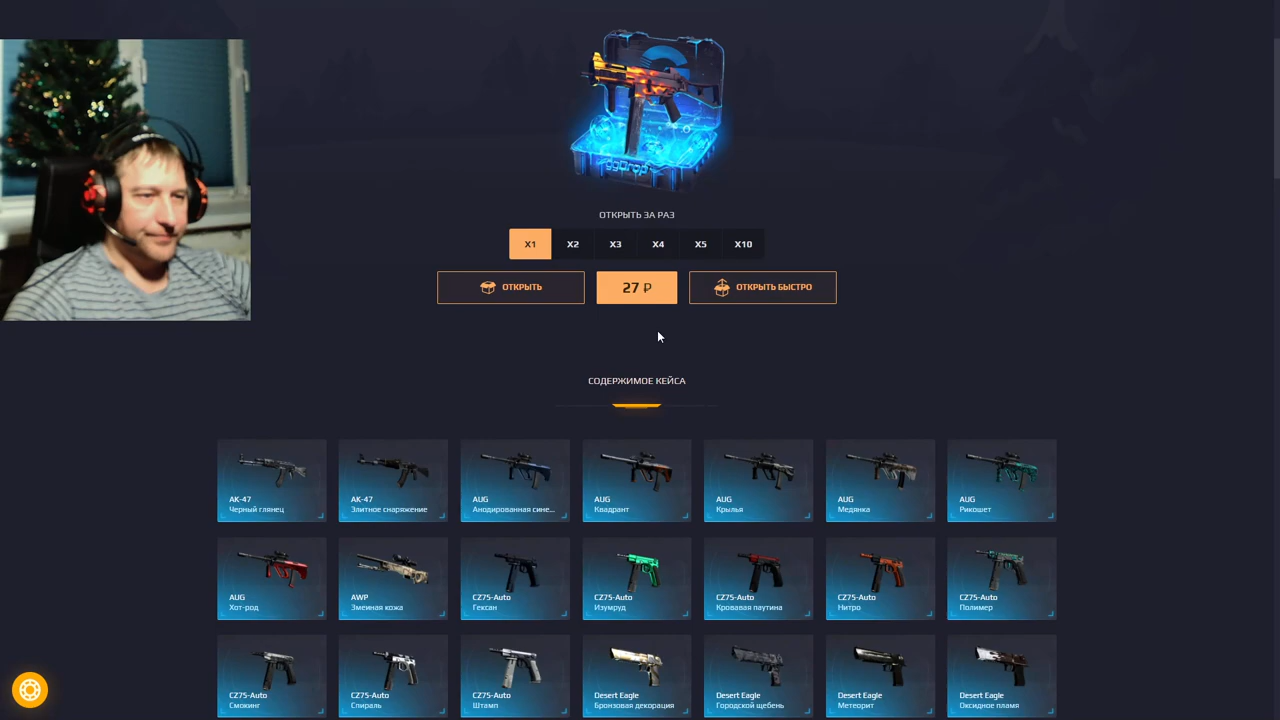 ggDrop
ОТКРЫТЬ ЗА РАЗ
X1 X2 X3 X4 X5 X10
ОТКРЫТЬ 27 ₽ ОТКРЫТЬ БЫСТРО
СОДЕРЖИМОЕ КЕЙСА
AK-47 AK-47 AUG AUG AUG AUG AUG
Черный глянец Элитное снаряжение Анодированная сине... Квадрант Крылья Медянка Рикошет
AUG AWP CZ75-Auto CZ75-Auto CZ75-Auto CZ75-Auto CZ75-Auto
Хот-род Змеиная кожа Гексан Изумруд Кровавая паутина Нитро Полимер
CZ75-Auto CZ75-Auto CZ75-Auto Desert Eagle Desert Eagle Desert Eagle Desert Eagle
Смокинг Спираль Штамп Бронзовая декорация Городской щебень Метеорит Оксидное пламя